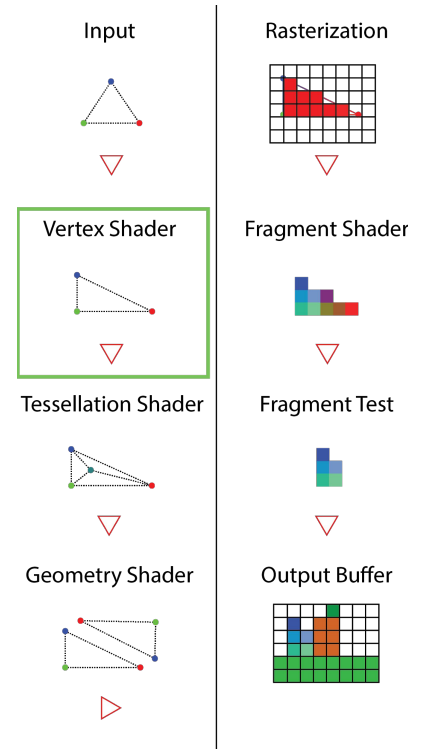 Input
Vertex Shader
Tessellation Shader
Geometry Shader
Rasterization
Fragment Shader
Fragment Test
Output Buffer